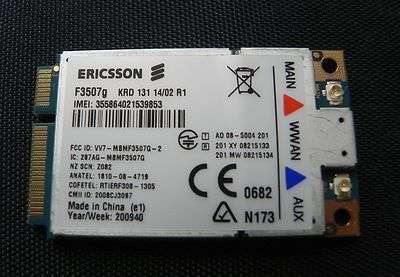 ERICSSON
F3507g KRD 131 14/02 R1
IMEI: 355864021539853
FCC ID: VV7-MBMF3507G-2
IC: 287AG-MBMF3507G
NZ SCN: Z082
ANATEL: 1810-08-4719
COFETEL: RTIERF308-1305
CMII ID: 2008CJ3097
Made in China (e1)
Year/Week: 200940
T AD 08-5004 201
201 XY 08215133
201 MW 08215134
CE 0682
N173
MAIN
WWAN
AUX